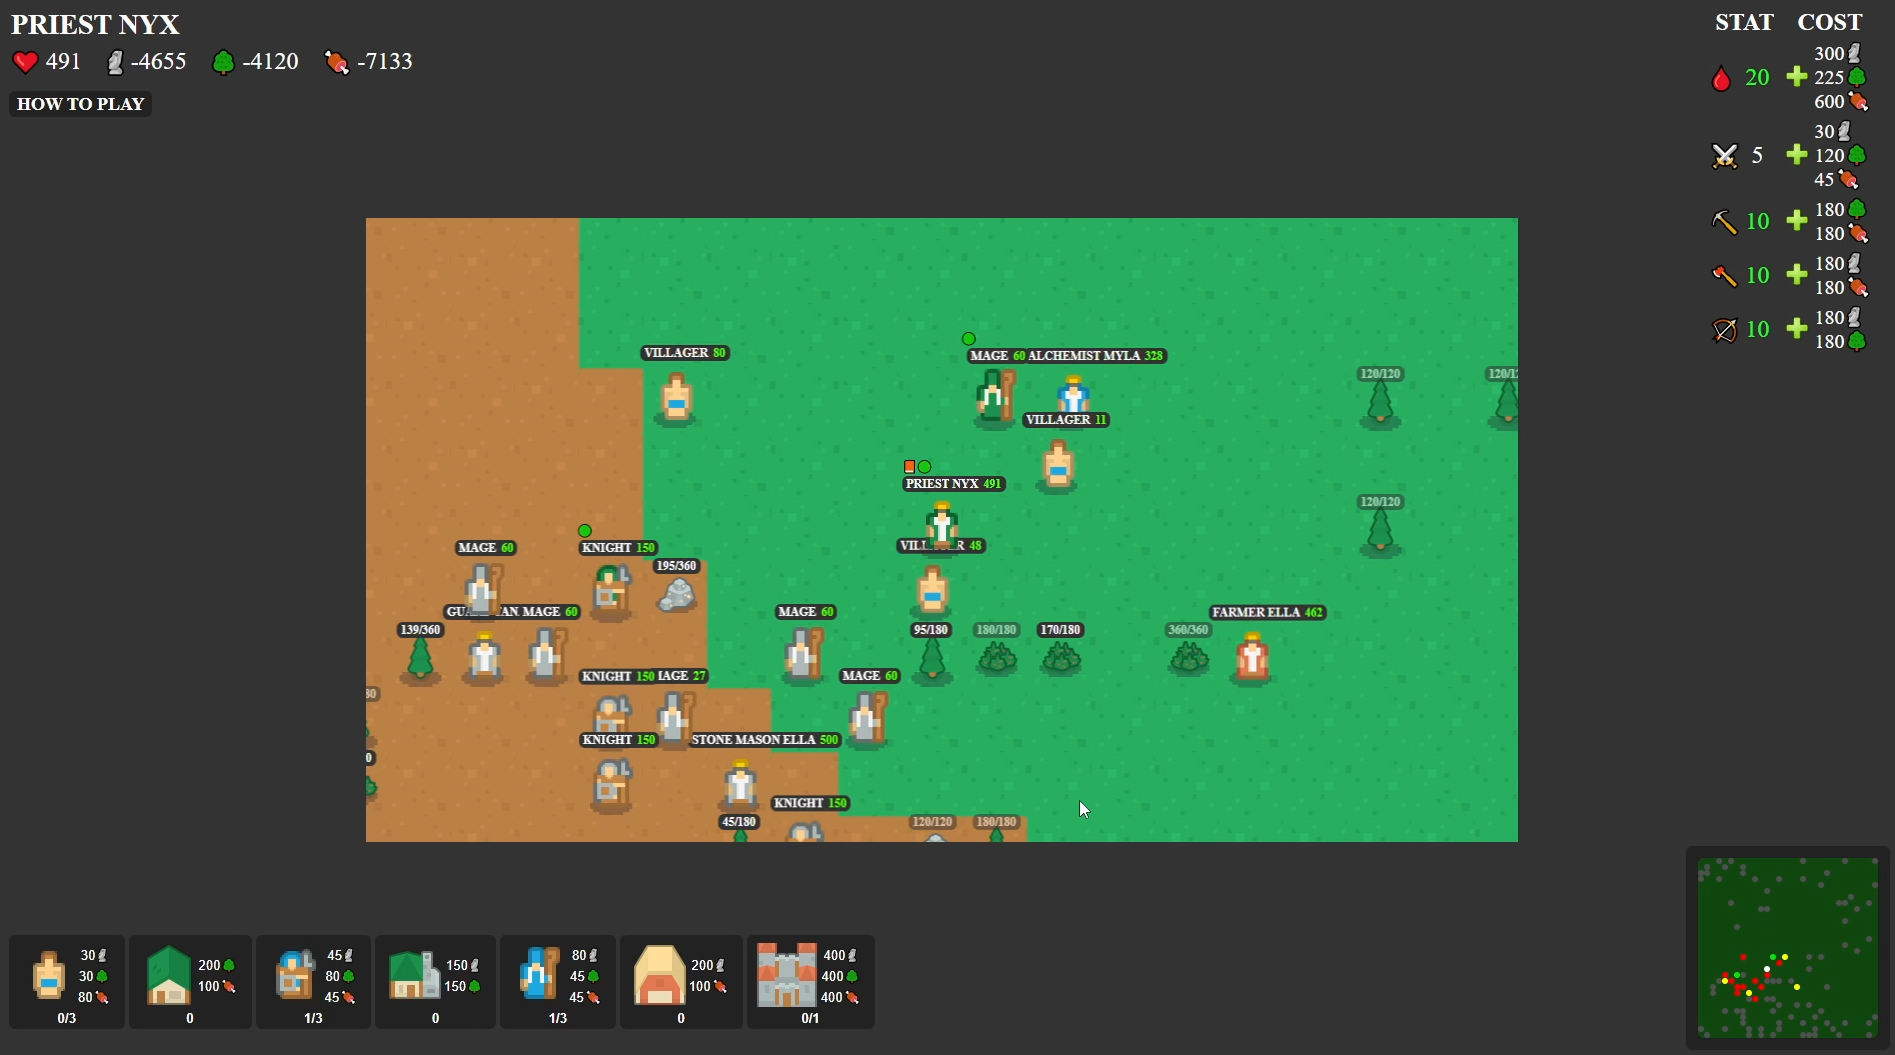 PRIEST NYX
491 -4655 -4120 -7133
HOW TO PLAY
STAT COST
300
20 225
600
30
5 120
45
180
10 180
180
10 180
180
10 180
VILLAGER 80
MAGE 60 ALCHEMIST MYLA 328
120/120
VILLAGER 11
PRIEST NYX 491
120/120
MAGE 60
KNIGHT 150
48
195/360
MAGE 60
MAGE 60
FARMER ELLA 462
139/360
95/180
180/180
170/180
360/360
KNIGHT 150
27
MAGE 60
KNIGHT 150
STONE MASON ELLA 500
KNIGHT 150
45/180
120/120
180/180
30
30
80
0/3
200
100
0
45
80
45
1/3
150
150
0
80
45
45
1/3
200
100
0
400
400
400
0/1